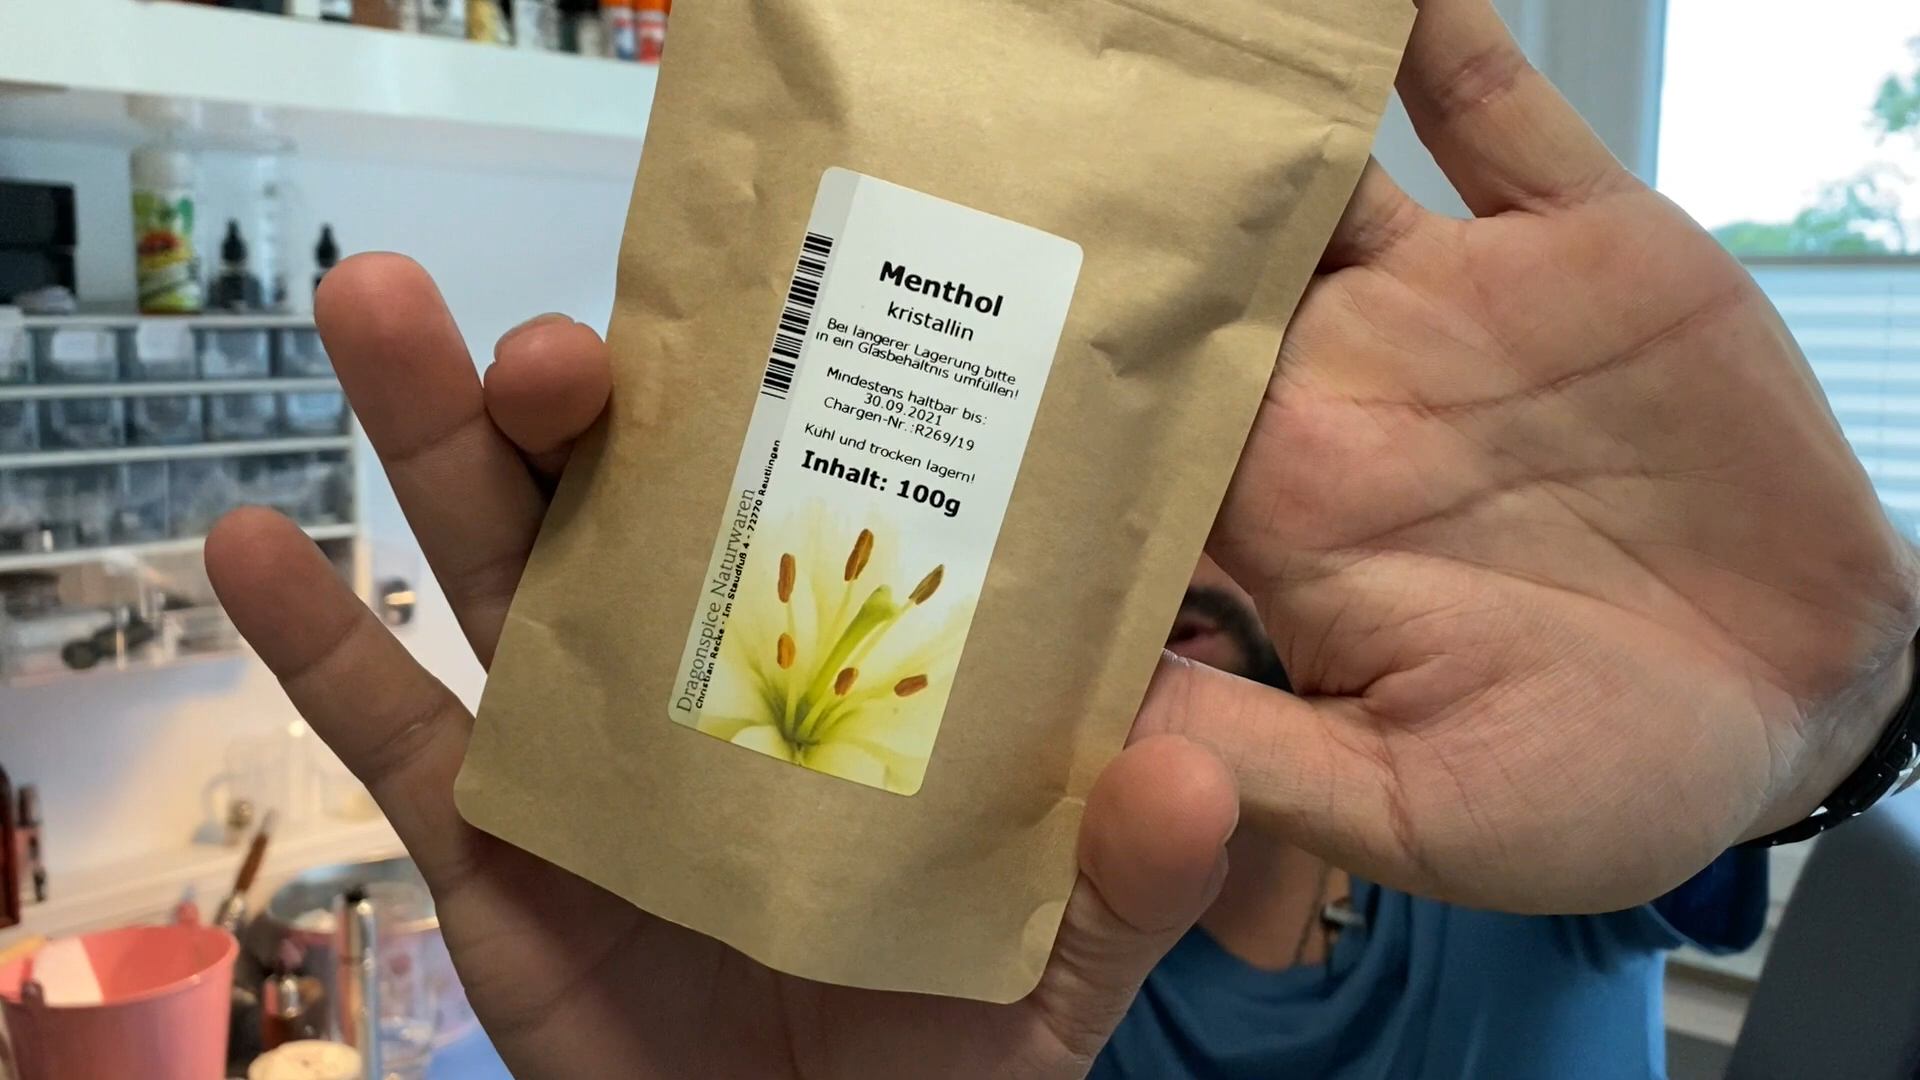 Menthol
kristallin
Bei längerer Lagerung bitte
in ein Glasbehältnis umfüllen!
Mindestens haltbar bis:
30.09.2021
Chargen-Nr.:R269/19
Kühl und trocken lagern!
Inhalt: 100g
Dragonspice Naturwaren
Christian Recke · Im Staudfuß 4 · 72770 Reutlingen